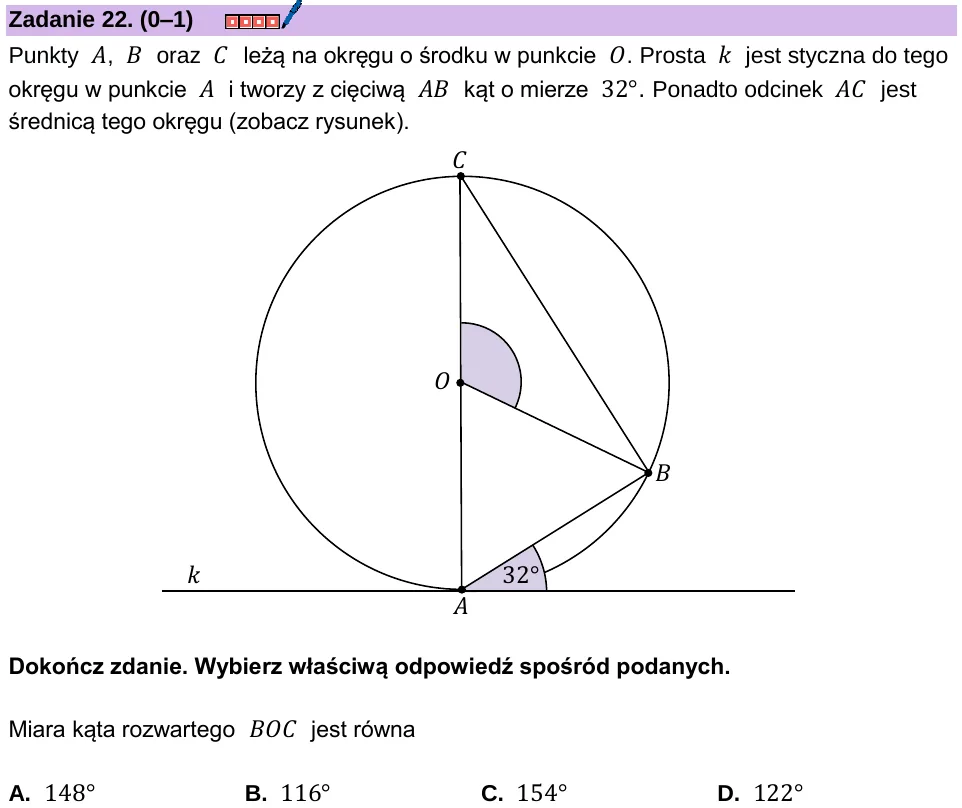 Zadanie 22. (0–1)
Punkty A, B oraz C leżą na okręgu o środku w punkcie O. Prosta k jest styczna do tego
okręgu w punkcie A i tworzy z cięciwą AB kąt o mierze 32°. Ponadto odcinek AC jest
średnicą tego okręgu (zobacz rysunek).
C
O
B
k
32°
A
Dokończ zdanie. Wybierz właściwą odpowiedź spośród podanych.
Miara kąta rozwartego BOC jest równa
A. 148° B. 116° C. 154° D. 122°